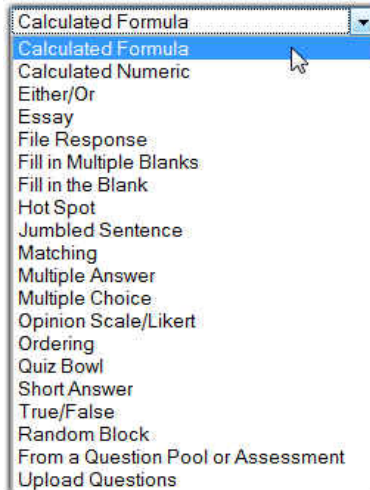 Calculated Formula
Calculated Formula
Calculated Numeric
Either/Or
Essay
File Response
Fill in Multiple Blanks
Fill in the Blank
Hot Spot
Jumbled Sentence
Matching
Multiple Answer
Multiple Choice
Opinion Scale/Likert
Ordering
Quiz Bowl
Short Answer
True/False
Random Block
From a Question Pool or Assessment
Upload Questions